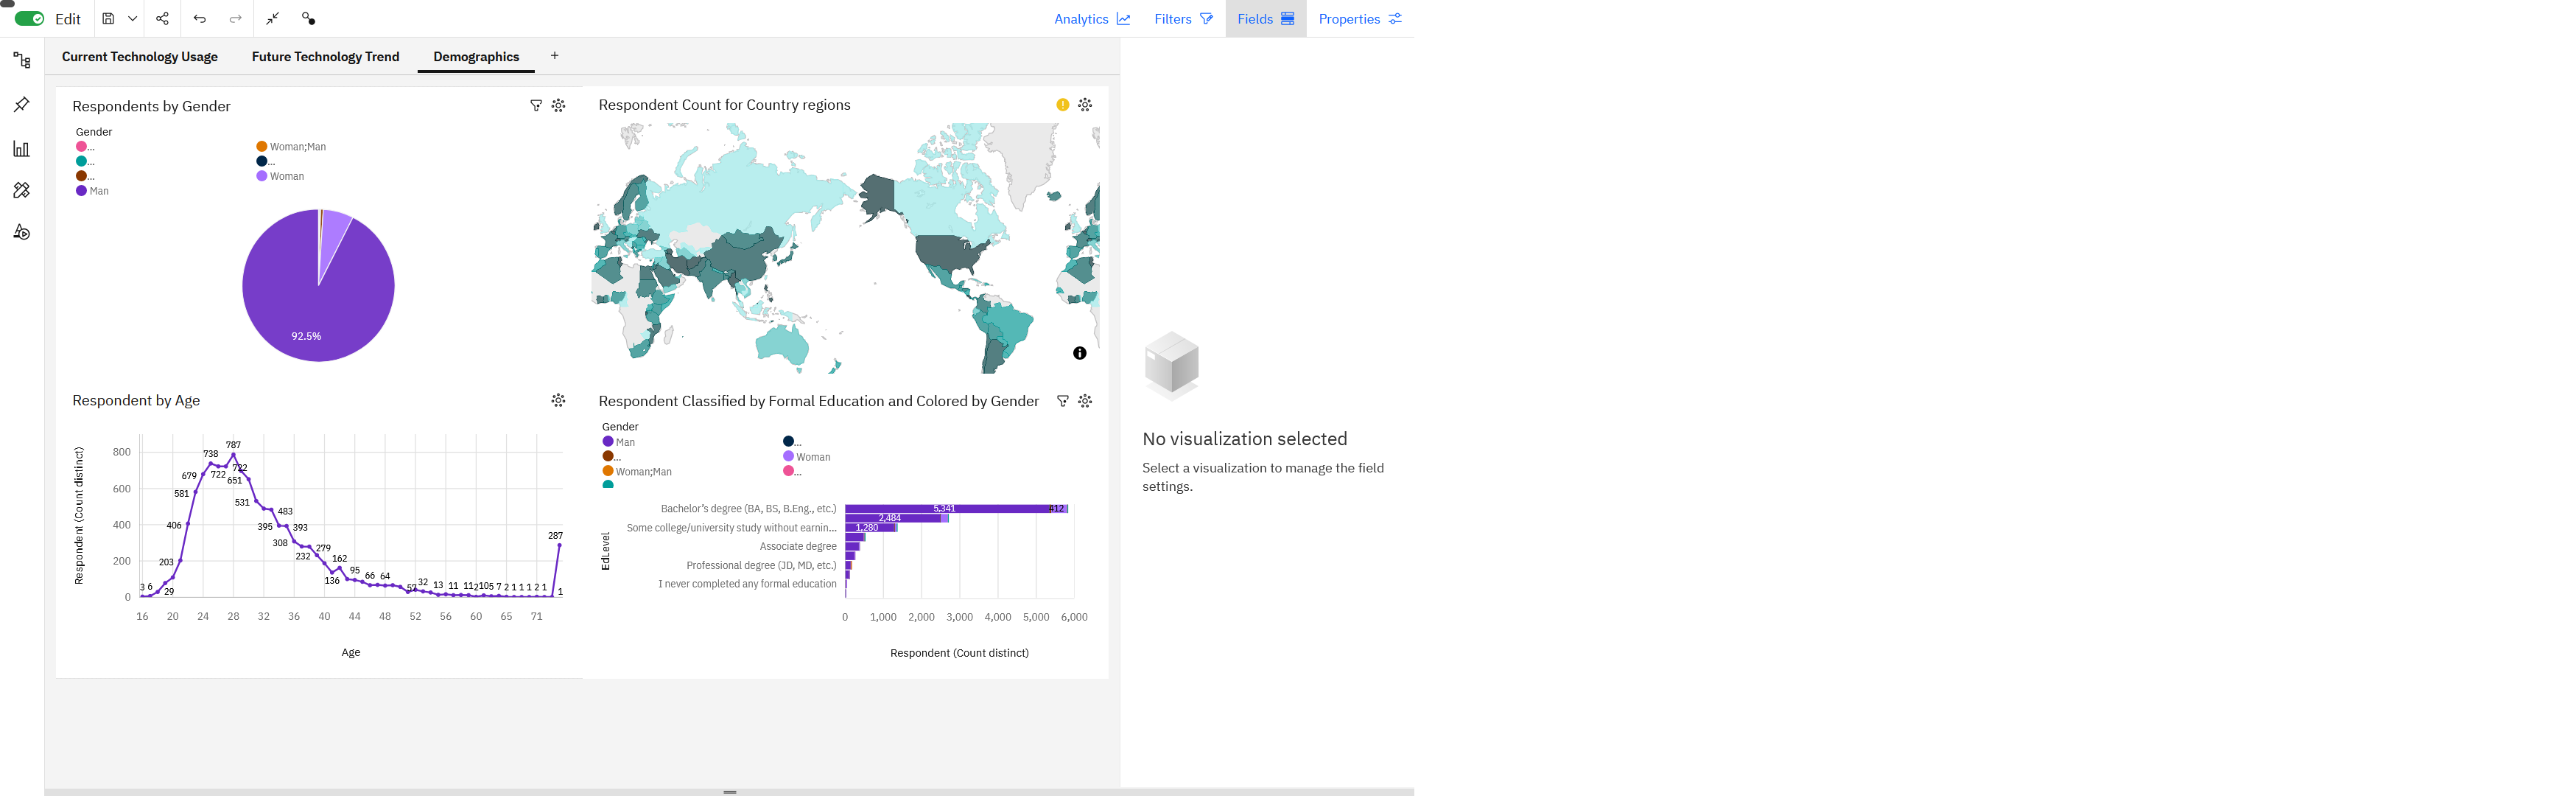 Edit
Analytics
Filters
Fields
Properties
Current Technology Usage
Future Technology Trend
Demographics
+
Respondents by Gender
Gender
...
Woman;Man
...
...
...
Woman
Man
92.5%
Respondent Count for Country regions
Respondent by Age
Respondent (Count distinct)
800
600
400
200
0
3 6
29
203
406
581
679
738
722
787
722
651
531
483
395
393
308
279
232
162
136
95
66
64
57
32
13
11
11
2
10
5
7
2
1
1
1
2
1
287
1
16
20
24
28
32
36
40
44
48
52
56
60
65
71
Age
Respondent Classified by Formal Education and Colored by Gender
Gender
Man
...
...
Woman
Woman;Man
...
EdLevel
Bachelor's degree (BA, BS, B.Eng., etc.)
5,341
412
2,484
Some college/university study without earnin...
1,280
Associate degree
Professional degree (JD, MD, etc.)
I never completed any formal education
0
1,000
2,000
3,000
4,000
5,000
6,000
Respondent (Count distinct)
No visualization selected
Select a visualization to manage the field
settings.